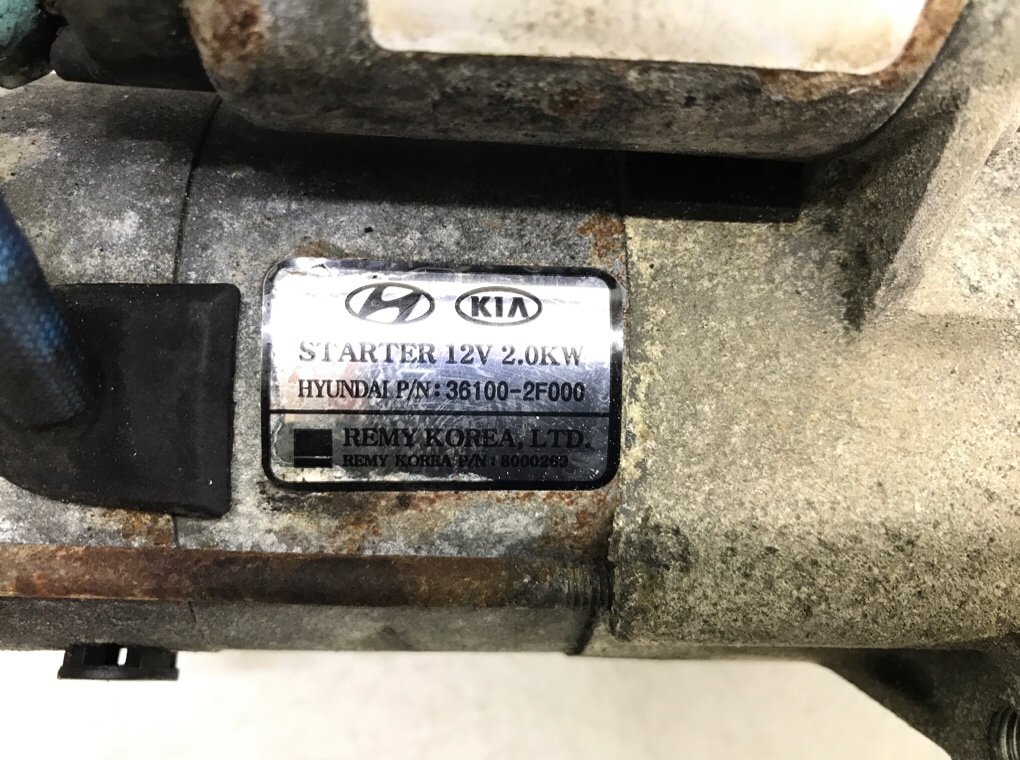 KIA
STARTER 12V 2.0KW
HYUNDAI P/N: 36100-2F000
REMY KOREA, LTD.
REMY KOREA P/N: 8000263